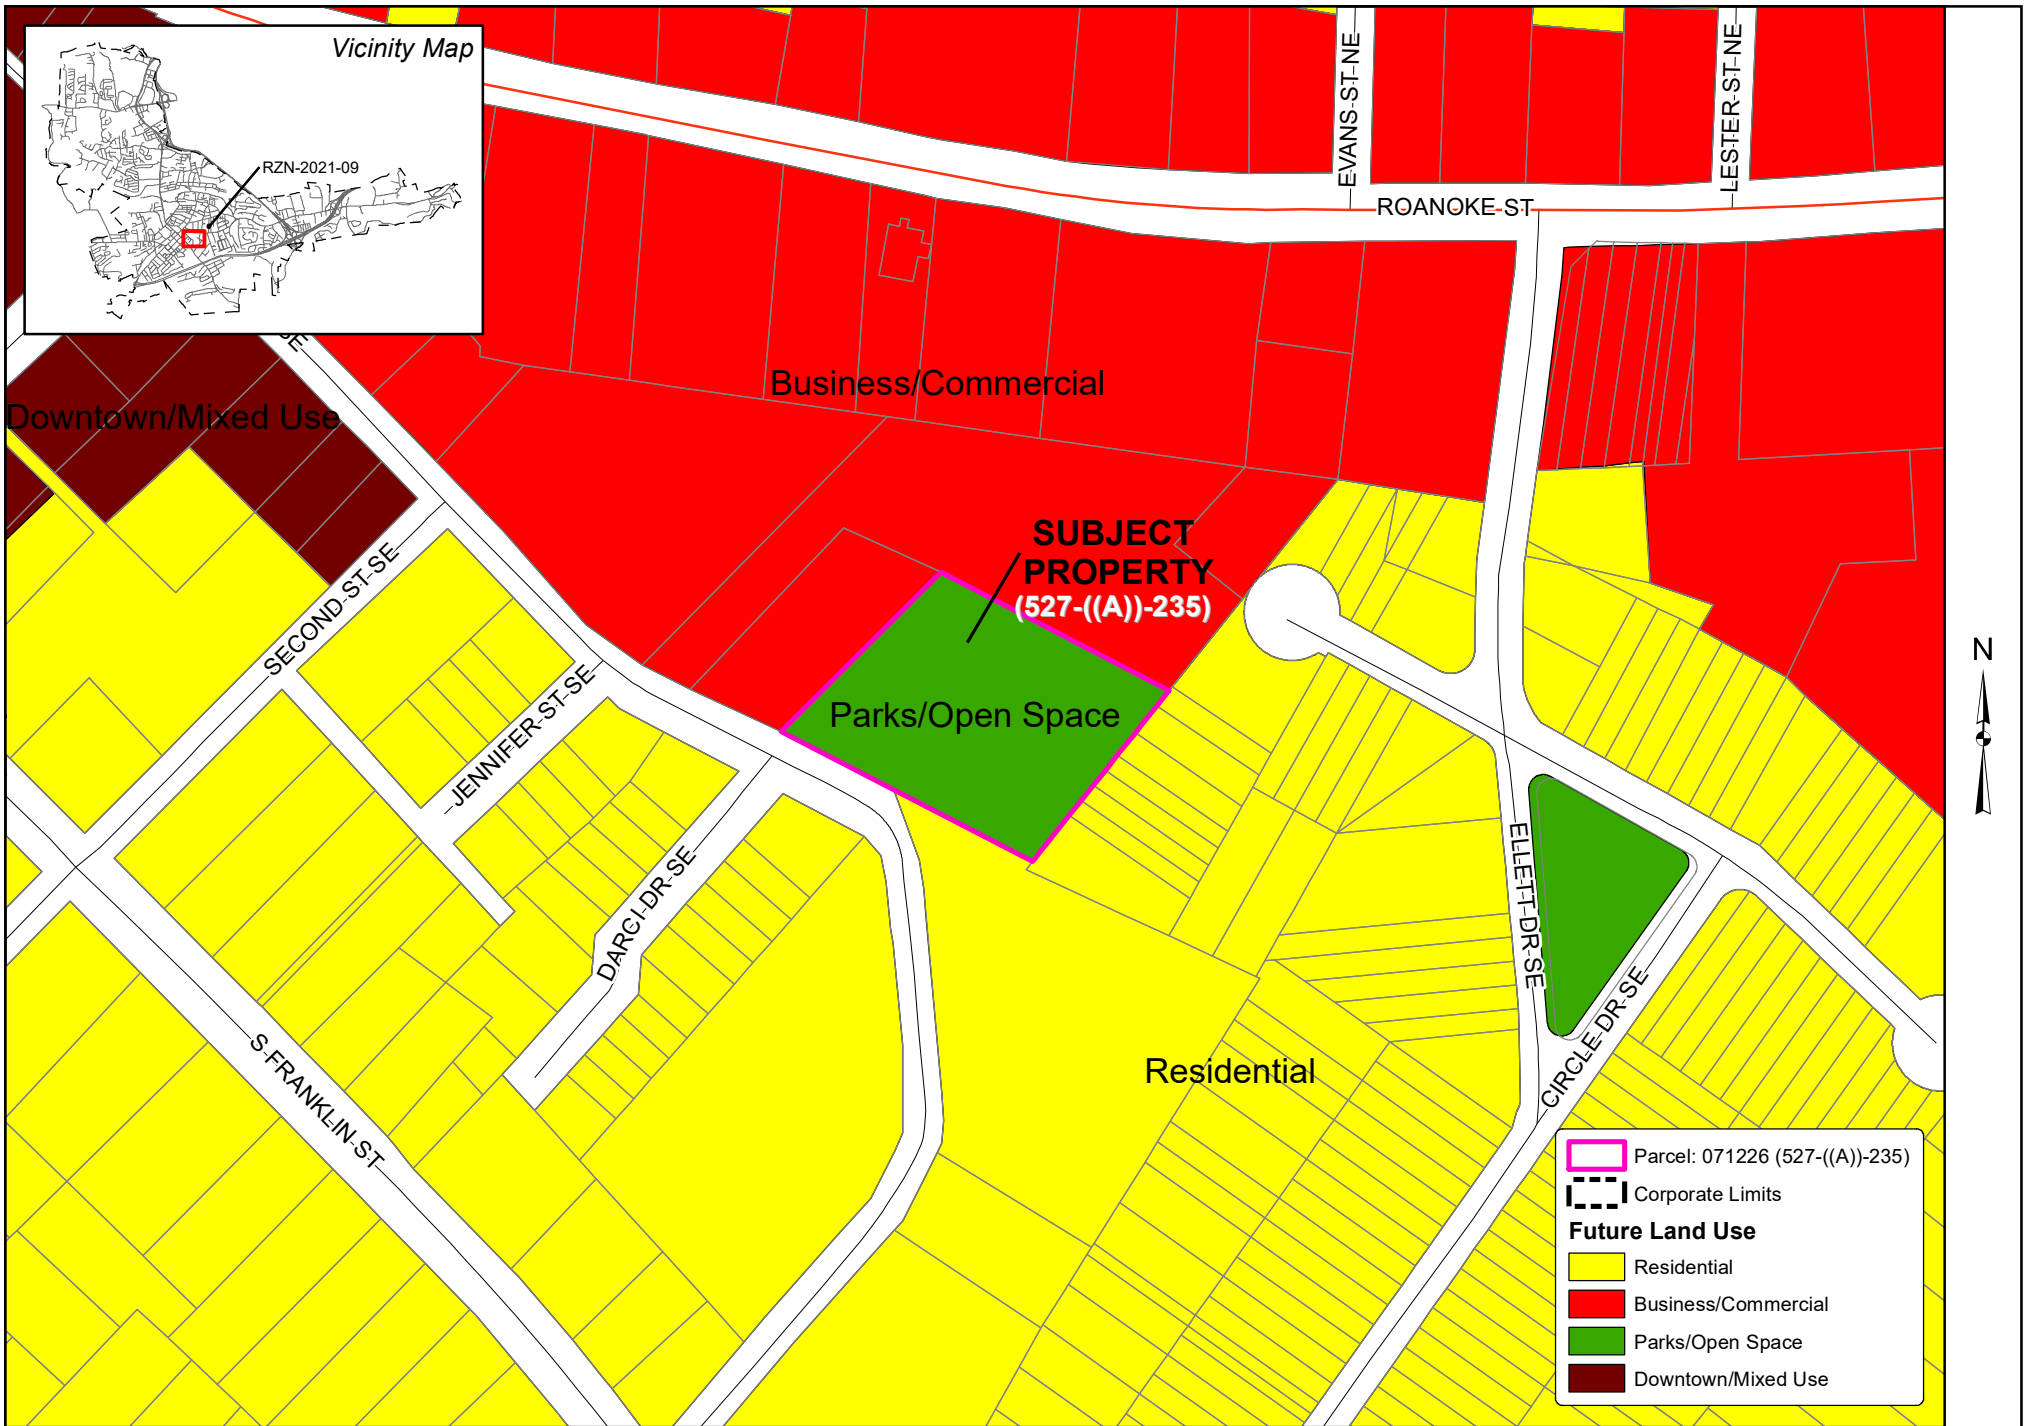 Vicinity Map
RZN-2021-09
EVANS ST NE
LESTER ST NE
ROANOKE ST
SE
Business/Commercial
Downtown/Mixed Use
SUBJECT
PROPERTY
(527-((A))-235)
SECOND ST SE
JENNIFER ST SE
Parks/Open Space
N
DARCI DR SE
ELLET DR SE
CIRCLE DR SE
S FRANKLIN ST
Residential
Parcel: 071226 (527-((A))-235)
Corporate Limits
Future Land Use
Residential
Business/Commercial
Parks/Open Space
Downtown/Mixed Use